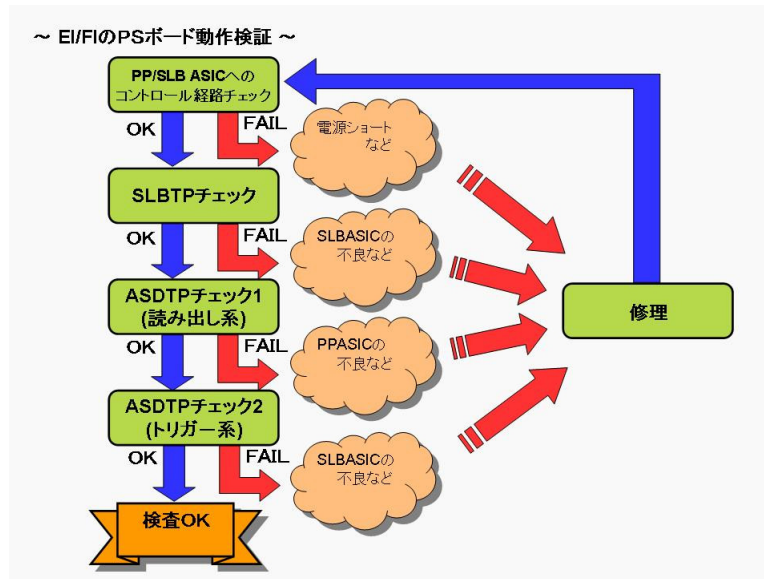 ～ EI/FIのPSボード動作検証 ～
PP/SLB ASICへの
コントロール経路チェック
OK
FAIL
電源ショート
など
SLBTPチェック
OK
FAIL
SLBASICの
不良など
ASDTPチェック1
(読み出し系)
修理
OK
FAIL
PPASICの
不良など
ASDTPチェック2
(トリガー系)
OK
FAIL
SLBASICの
不良など
検査OK